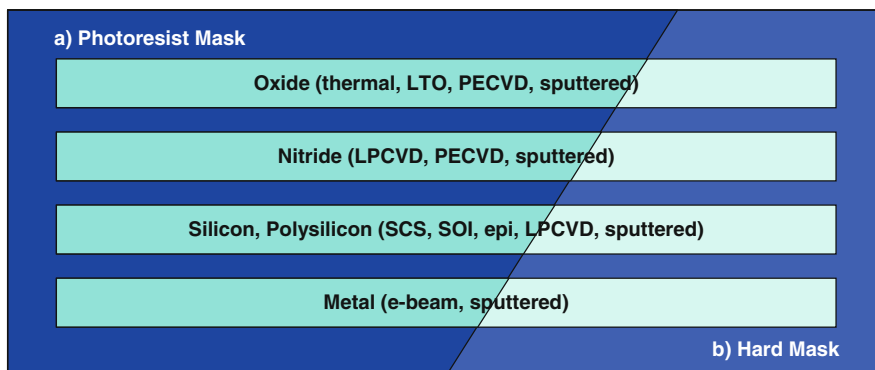 a) Photoresist Mask
Oxide (thermal, LTO, PECVD, sputtered)
Nitride (LPCVD, PECVD, sputtered)
Silicon, Polysilicon (SCS, SOI, epi, LPCVD, sputtered)
Metal (e-beam, sputtered)
b) Hard Mask